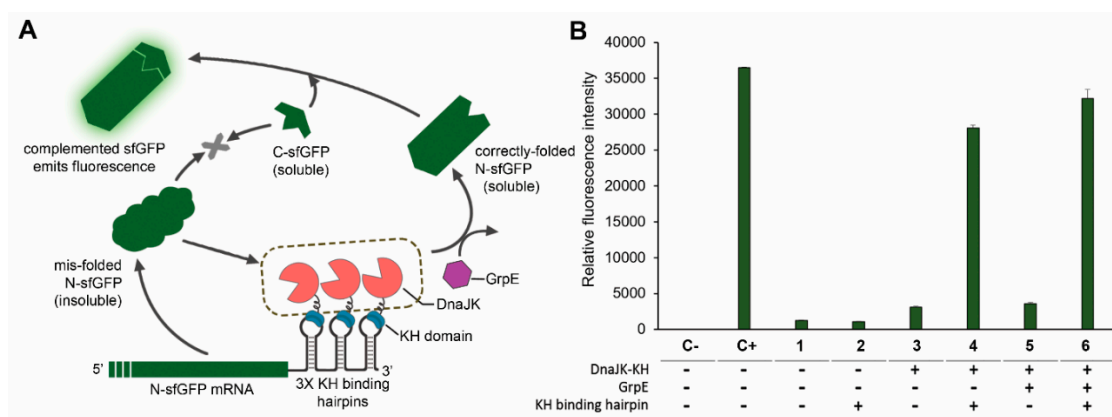 A
complemented sfGFP
emits fluorescence
C-sfGFP
(soluble)
correctly-folded
N-sfGFP
(soluble)
mis-folded
N-sfGFP
(insoluble)
GrpE
DnaJK
KH domain
5'
3'
N-sfGFP mRNA
3X KH binding
hairpins
B
Relative fluorescence intensity
40000
35000
30000
25000
20000
15000
10000
5000
0
C- C+ 1 2 3 4 5 6
DnaJK-KH - - - - + + + +
GrpE - - - - - - + +
KH binding hairpin - - - + - + - +